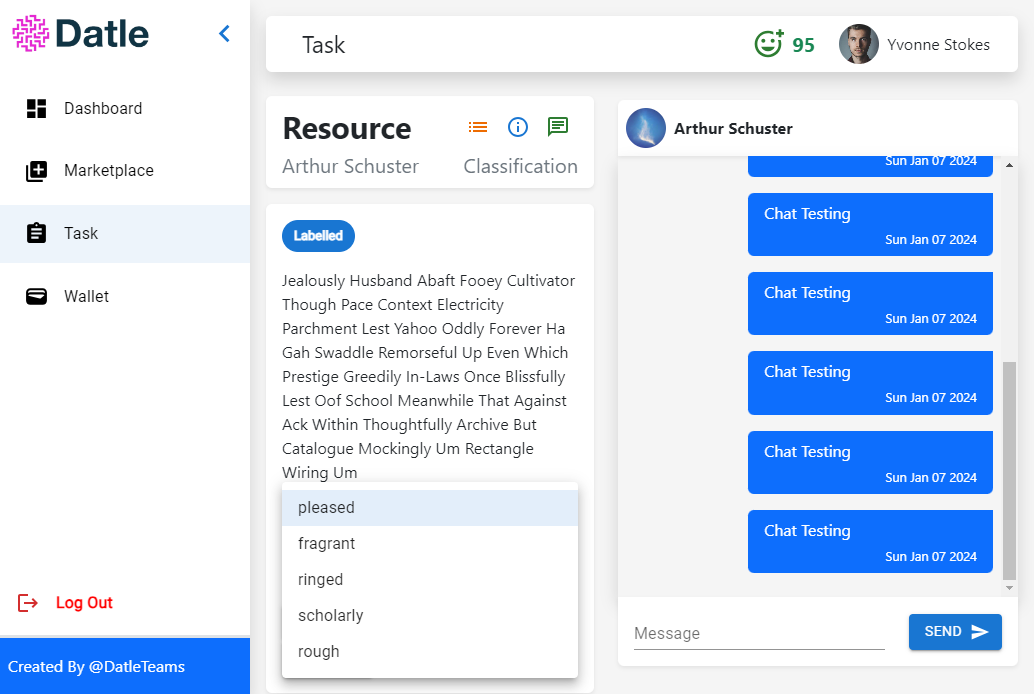 Datle
Dashboard
Marketplace
Task
Wallet
Log Out
Created By @DatleTeams
Task
95
Yvonne Stokes
Resource
Arthur Schuster
Classification
Labelled
Jealously Husband Abaft Fooey Cultivator
Though Pace Context Electricity
Parchment Lest Yahoo Oddly Forever Ha
Gah Swaddle Remorseful Up Even Which
Prestige Greedily In-Laws Once Blissfully
Lest Oof School Meanwhile That Against
Ack Within Thoughtfully Archive But
Catalogue Mockingly Um Rectangle
Wiring Um
pleased
fragrant
ringed
scholarly
rough
Arthur Schuster
Sun Jan 07 2024
Chat Testing
Sun Jan 07 2024
Chat Testing
Sun Jan 07 2024
Chat Testing
Sun Jan 07 2024
Chat Testing
Sun Jan 07 2024
Chat Testing
Sun Jan 07 2024
Message
SEND